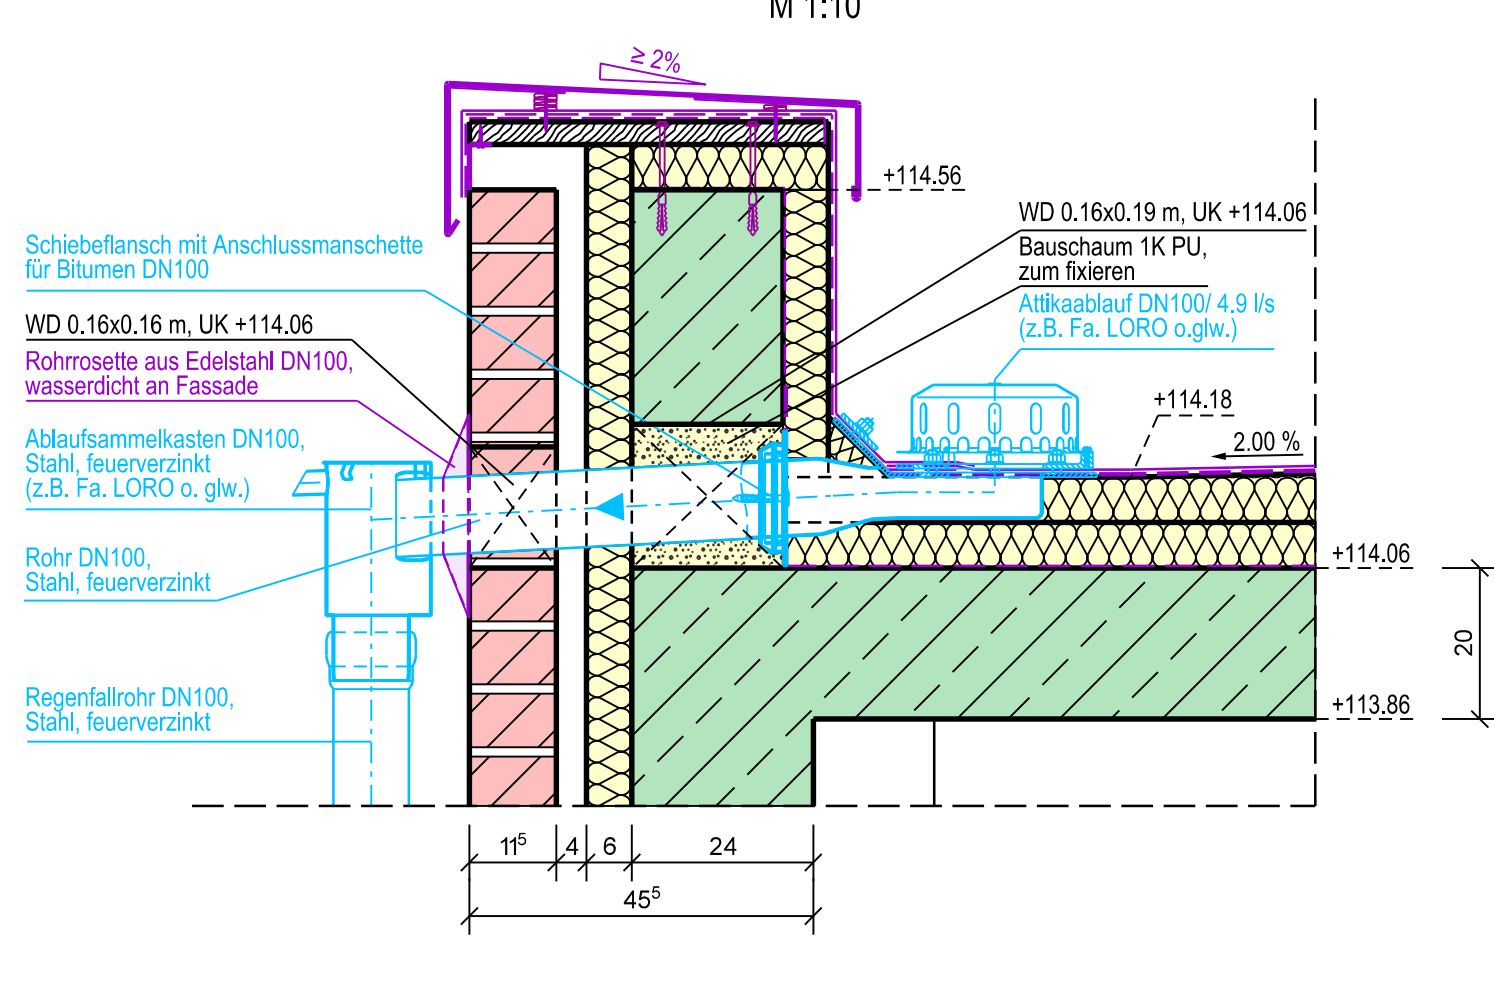 M 1:10
≥ 2%
+114.56
WD 0.16x0.19 m, UK +114.06
Bauschaum 1K PU,
zum fixieren
Attikaablauf DN100/ 4.9 l/s
(z.B. Fa. LORO o.glw.)
+114.18
2.00 %
Schiebeflansch mit Anschlussmanschette
für Bitumen DN100
WD 0.16x0.16 m, UK +114.06
Rohrrosette aus Edelstahl DN100,
wasserdicht an Fassade
Ablaufsammelkasten DN100,
Stahl, feuerverzinkt
(z.B. Fa. LORO o. glw.)
Rohr DN100,
Stahl, feuerverzinkt
Regenfallrohr DN100,
Stahl, feuerverzinkt
+114.06
20
+113.86
11⁵ 4 6 24
45⁵